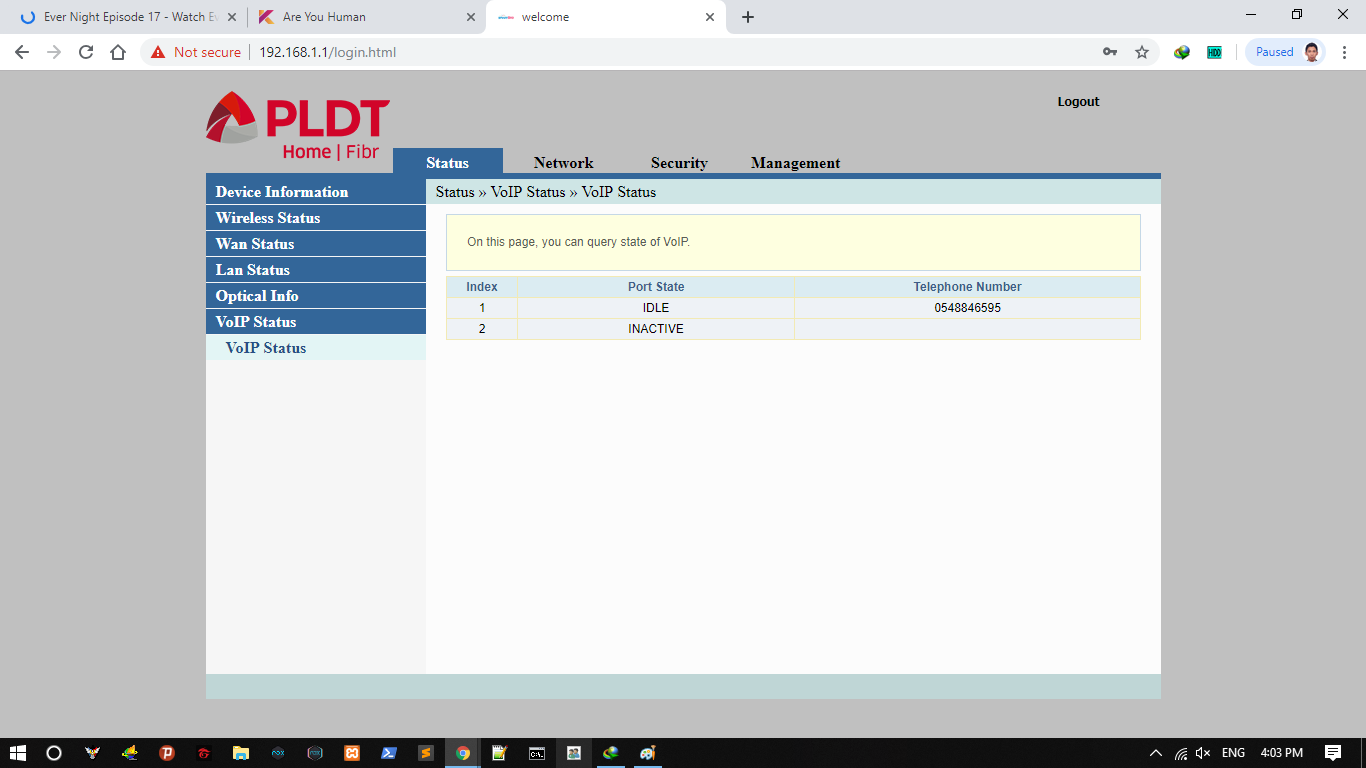 Ever Night Episode 17 - Watch Ev
Are You Human
welcome
Not secure
192.168.1.1/login.html
HDD
Paused
PLDT
Home | Fibr
Logout
Status
Network
Security
Management
Device Information
Wireless Status
Wan Status
Lan Status
Optical Info
VoIP Status
VoIP Status
Status » VoIP Status » VoIP Status
On this page, you can query state of VoIP.
Index Port State Telephone Number
1 IDLE 0548846595
2 INACTIVE
ENG
4:03 PM